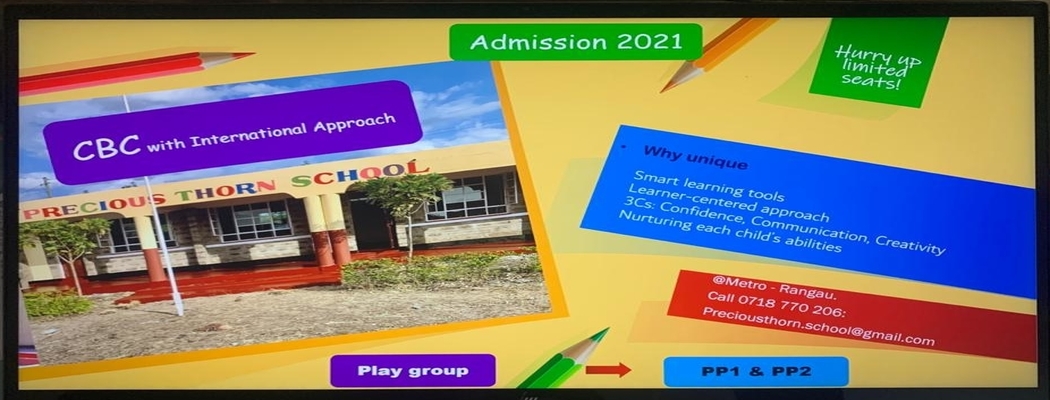 Admission 2021
Hurry up
limited
seats!
CBC with International Approach
PRECIOUS THORN SCHOOL
Why unique
Smart learning tools
Learner-centered approach
3Cs: Confidence, Communication, Creativity
Nurturing each child's abilities
@Metro - Rangau.
Call 0718 770 206:
Preciousthorn.school@gmail.com
Play group
PP1 & PP2